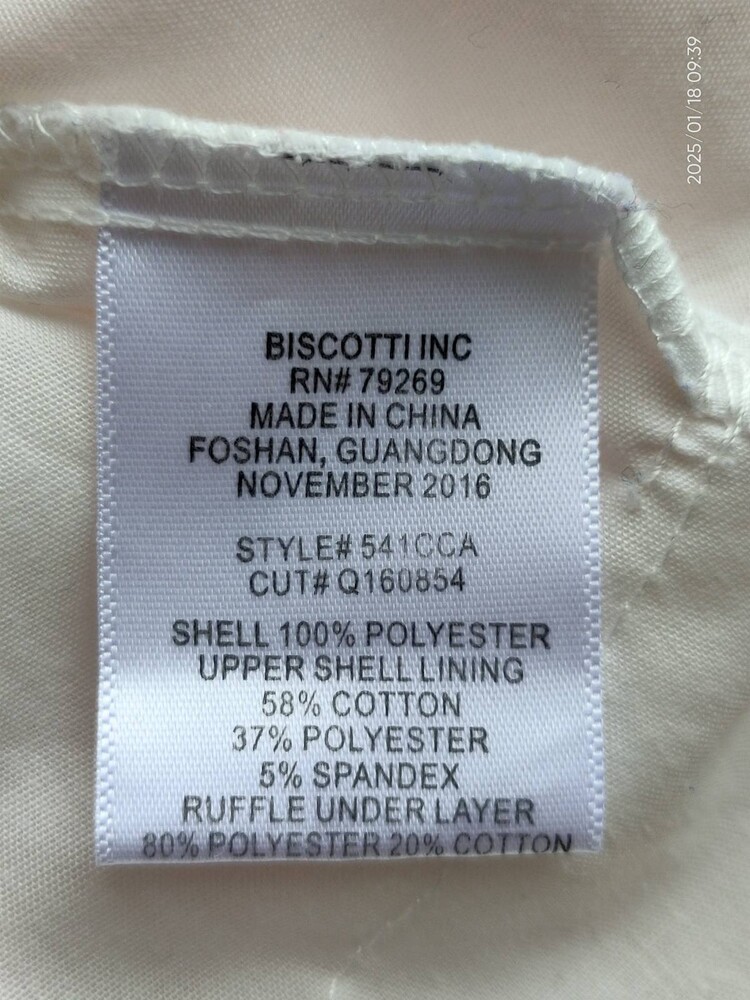 2025/01/18 09:39
BISCOTTI INC
RN# 79269
MADE IN CHINA
FOSHAN, GUANGDONG
NOVEMBER 2016
STYLE# 541CCA
CUT# Q160854
SHELL 100% POLYESTER
UPPER SHELL LINING
58% COTTON
37% POLYESTER
5% SPANDEX
RUFFLE UNDER LAYER
80% POLYESTER 20% COTTON